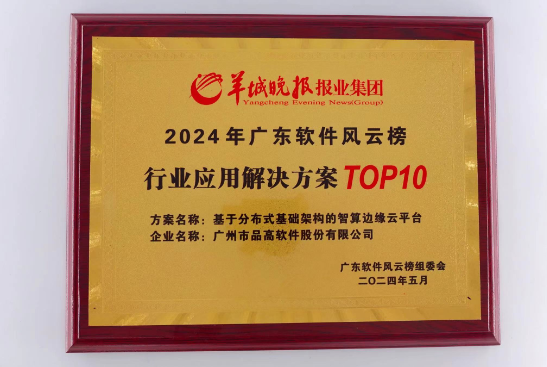 羊城晚报报业集团
Yangcheng Evening News(Group)
2024年广东软件风云榜
行业应用解决方案TOP10
方案名称：基于分布式基础架构的智算边缘云平台
企业名称：广州市品高软件股份有限公司
广东软件风云榜组委会
二〇二四年五月